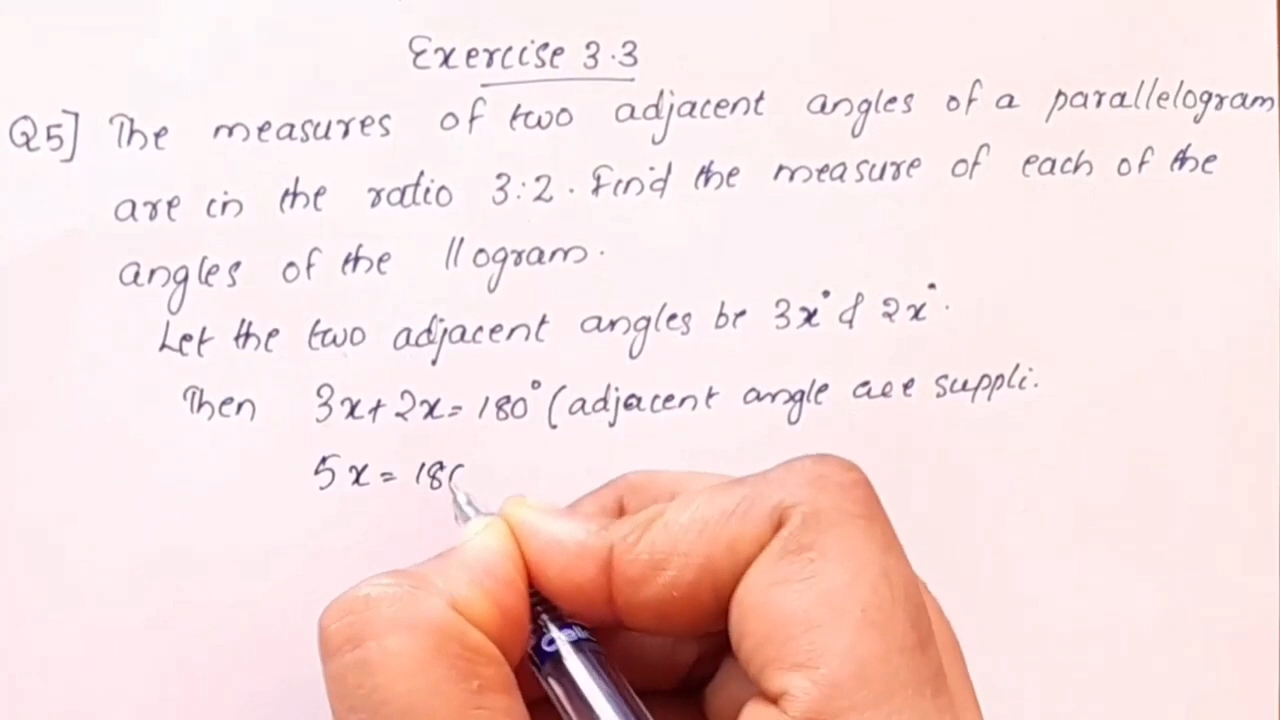 Exercise 3.3
Q5] The measures of two adjacent angles of a parallelogram
are in the ratio 3:2. Find the measure of each of the
angles of the || ogram.
Let the two adjacent angles be 3x° & 2x°.
Then 3x+2x=180° (adjacent angle are suppli.
5x=180